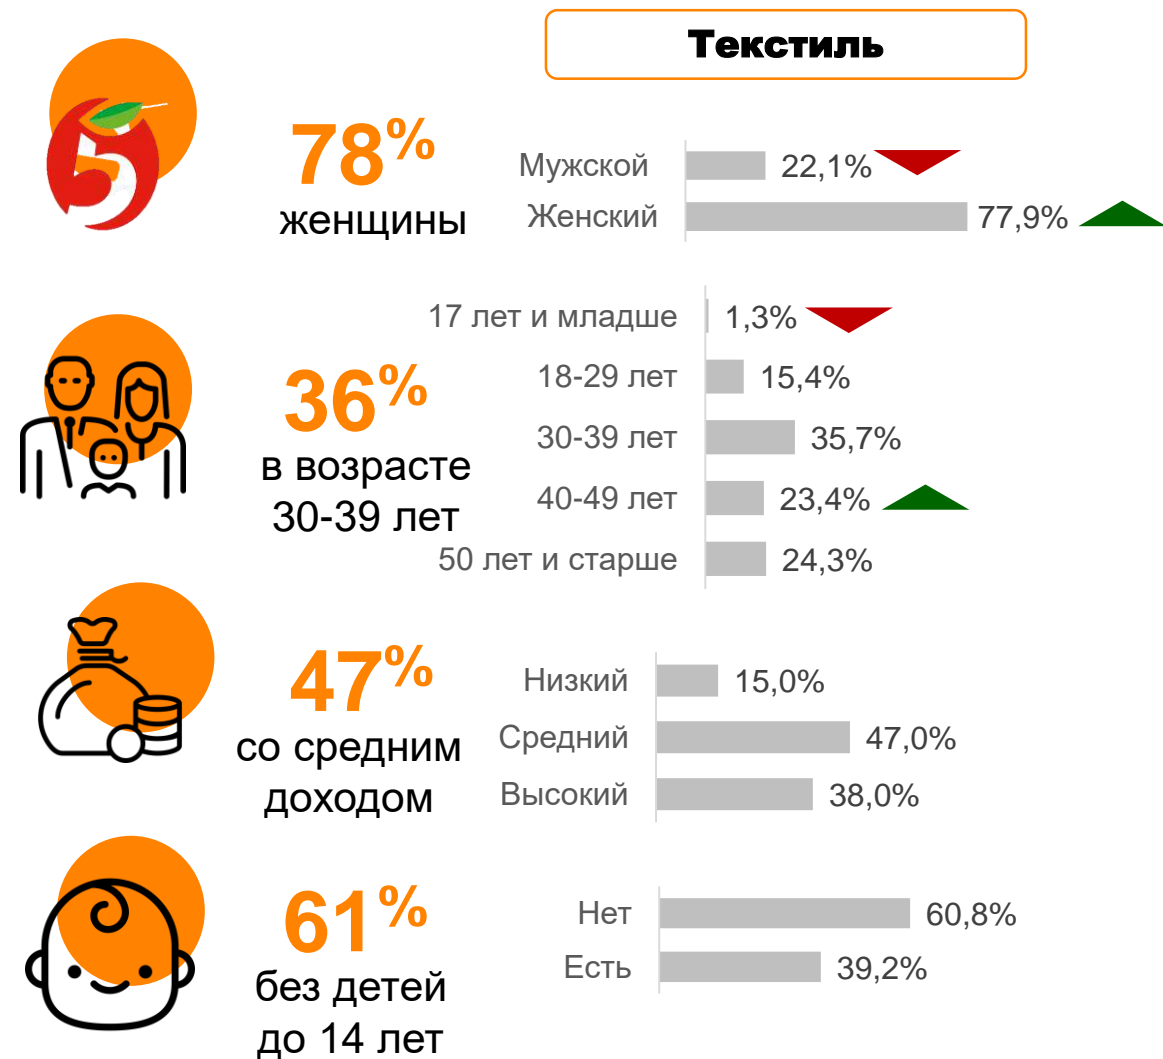 Текстиль
5
78%
женщины
Мужской 22,1%
Женский 77,9%
36%
в возрасте
30-39 лет
17 лет и младше 1,3%
18-29 лет 15,4%
30-39 лет 35,7%
40-49 лет 23,4%
50 лет и старше 24,3%
47%
со средним
доходом
Низкий 15,0%
Средний 47,0%
Высокий 38,0%
61%
без детей
до 14 лет
Нет 60,8%
Есть 39,2%